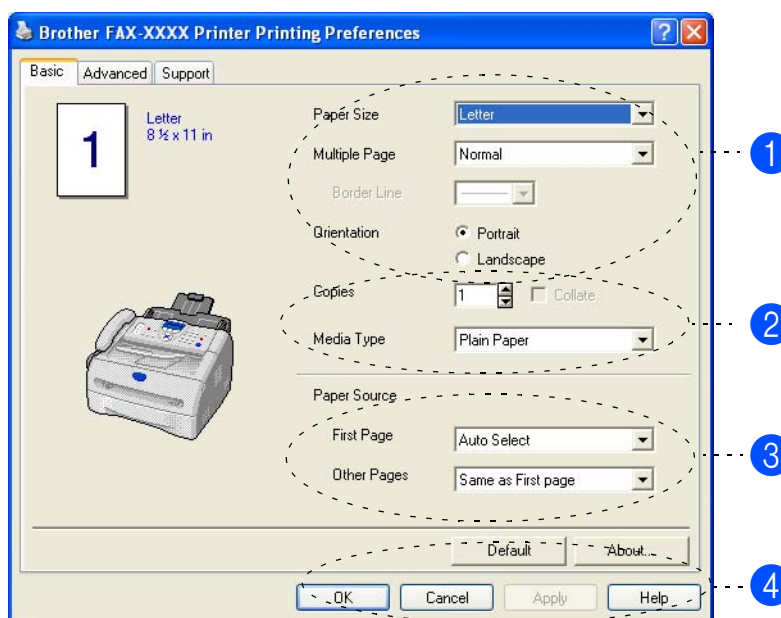 Brother FAX-XXXX Printer Printing Preferences
Basic Advanced Support
1
Letter
8 ½ x 11 in
Paper Size Letter
Multiple Page Normal
Border Line
Orientation Portrait
Landscape
1
Copies 1 Collate
Media Type Plain Paper
2
Paper Source
First Page Auto Select
Other Pages Same as First page
3
Default About...
OK Cancel Apply Help
4